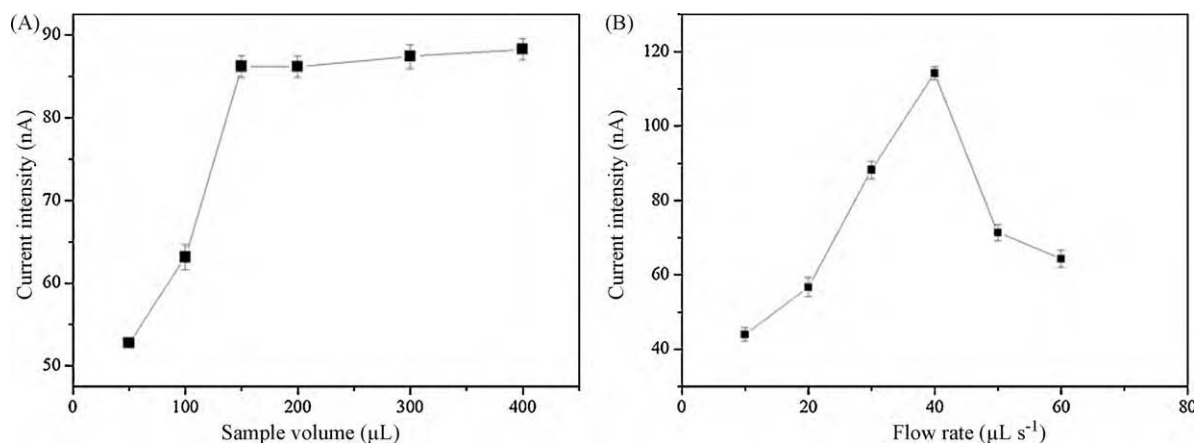 (A)
Current intensity (nA)
90
80
70
60
50
0 100 200 300 400
Sample volume (μL)
(B)
Current intensity (nA)
120
100
80
60
40
0 20 40 60 80
Flow rate (μL s⁻¹)